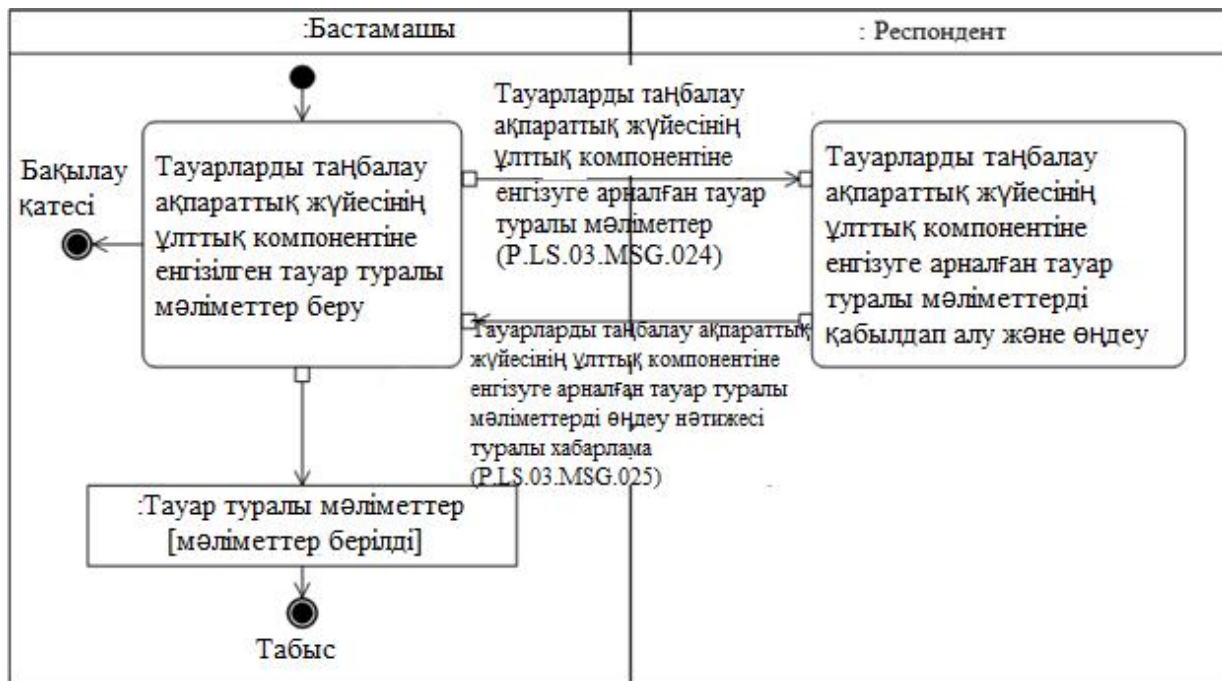 :Бастамашы
: Респондент
Бақылау
қатесі
Тауарларды таңбалау
ақпараттық жүйесінің
ұлттық компонентіне
енгізілген тауар туралы
мәліметтер беру
Тауарларды таңбалау
ақпараттық жүйесінің
ұлттық компонентіне
енгізуге арналған тауар
туралы мәліметтер
(P.LS.03.MSG.024)
Тауарларды таңбалау
ақпараттық жүйесінің
ұлттық компонентіне
енгізуге арналған тауар
туралы мәліметтерді
қабылдап алу және өңдеу
Тауарларды таңбалау ақпараттық
жүйесінің ұлттық компонентіне
енгізуге арналған тауар туралы
мәліметтерді өңдеу нәтижесі
туралы хабарлама
(P.LS.03.MSG.025)
:Тауар туралы мәліметтер
[мәліметтер берілді]
Табыс